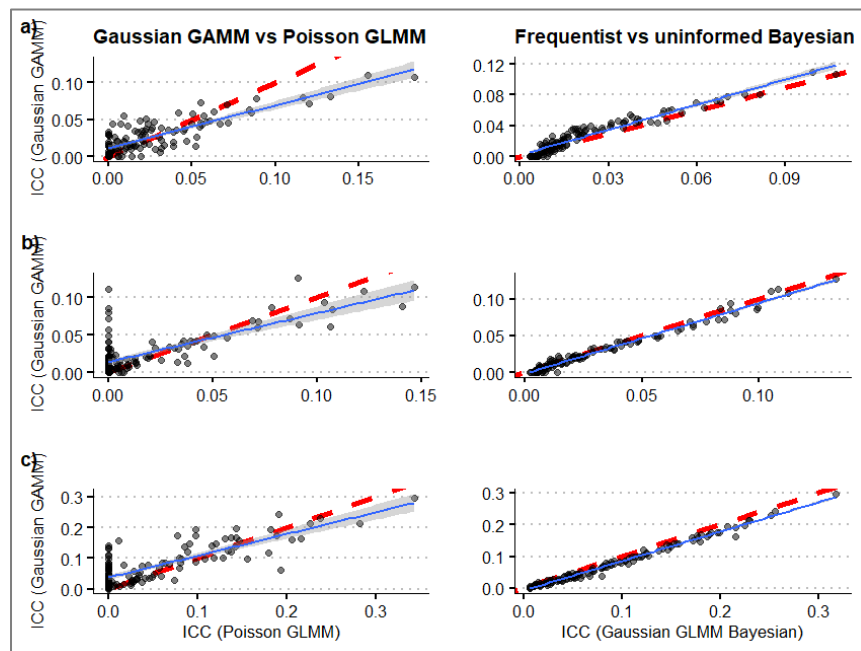 a)
Gaussian GAMM vs Poisson GLMM
Frequentist vs uninformed Bayesian
ICC (Gaussian GAMM)
0.10
0.05
0.00
0.00 0.05 0.10 0.15
0.12
0.08
0.04
0.00
0.00 0.03 0.06 0.09
b)
ICC (Gaussian GAMM)
0.10
0.05
0.00
0.00 0.05 0.10 0.15
0.10
0.05
0.00
0.00 0.05 0.10
c)
ICC (Gaussian GAMM)
0.3
0.2
0.1
0.0
0.0 0.1 0.2 0.3
ICC (Poisson GLMM)
0.3
0.2
0.1
0.0
0.0 0.1 0.2 0.3
ICC (Gaussian GLMM Bayesian)